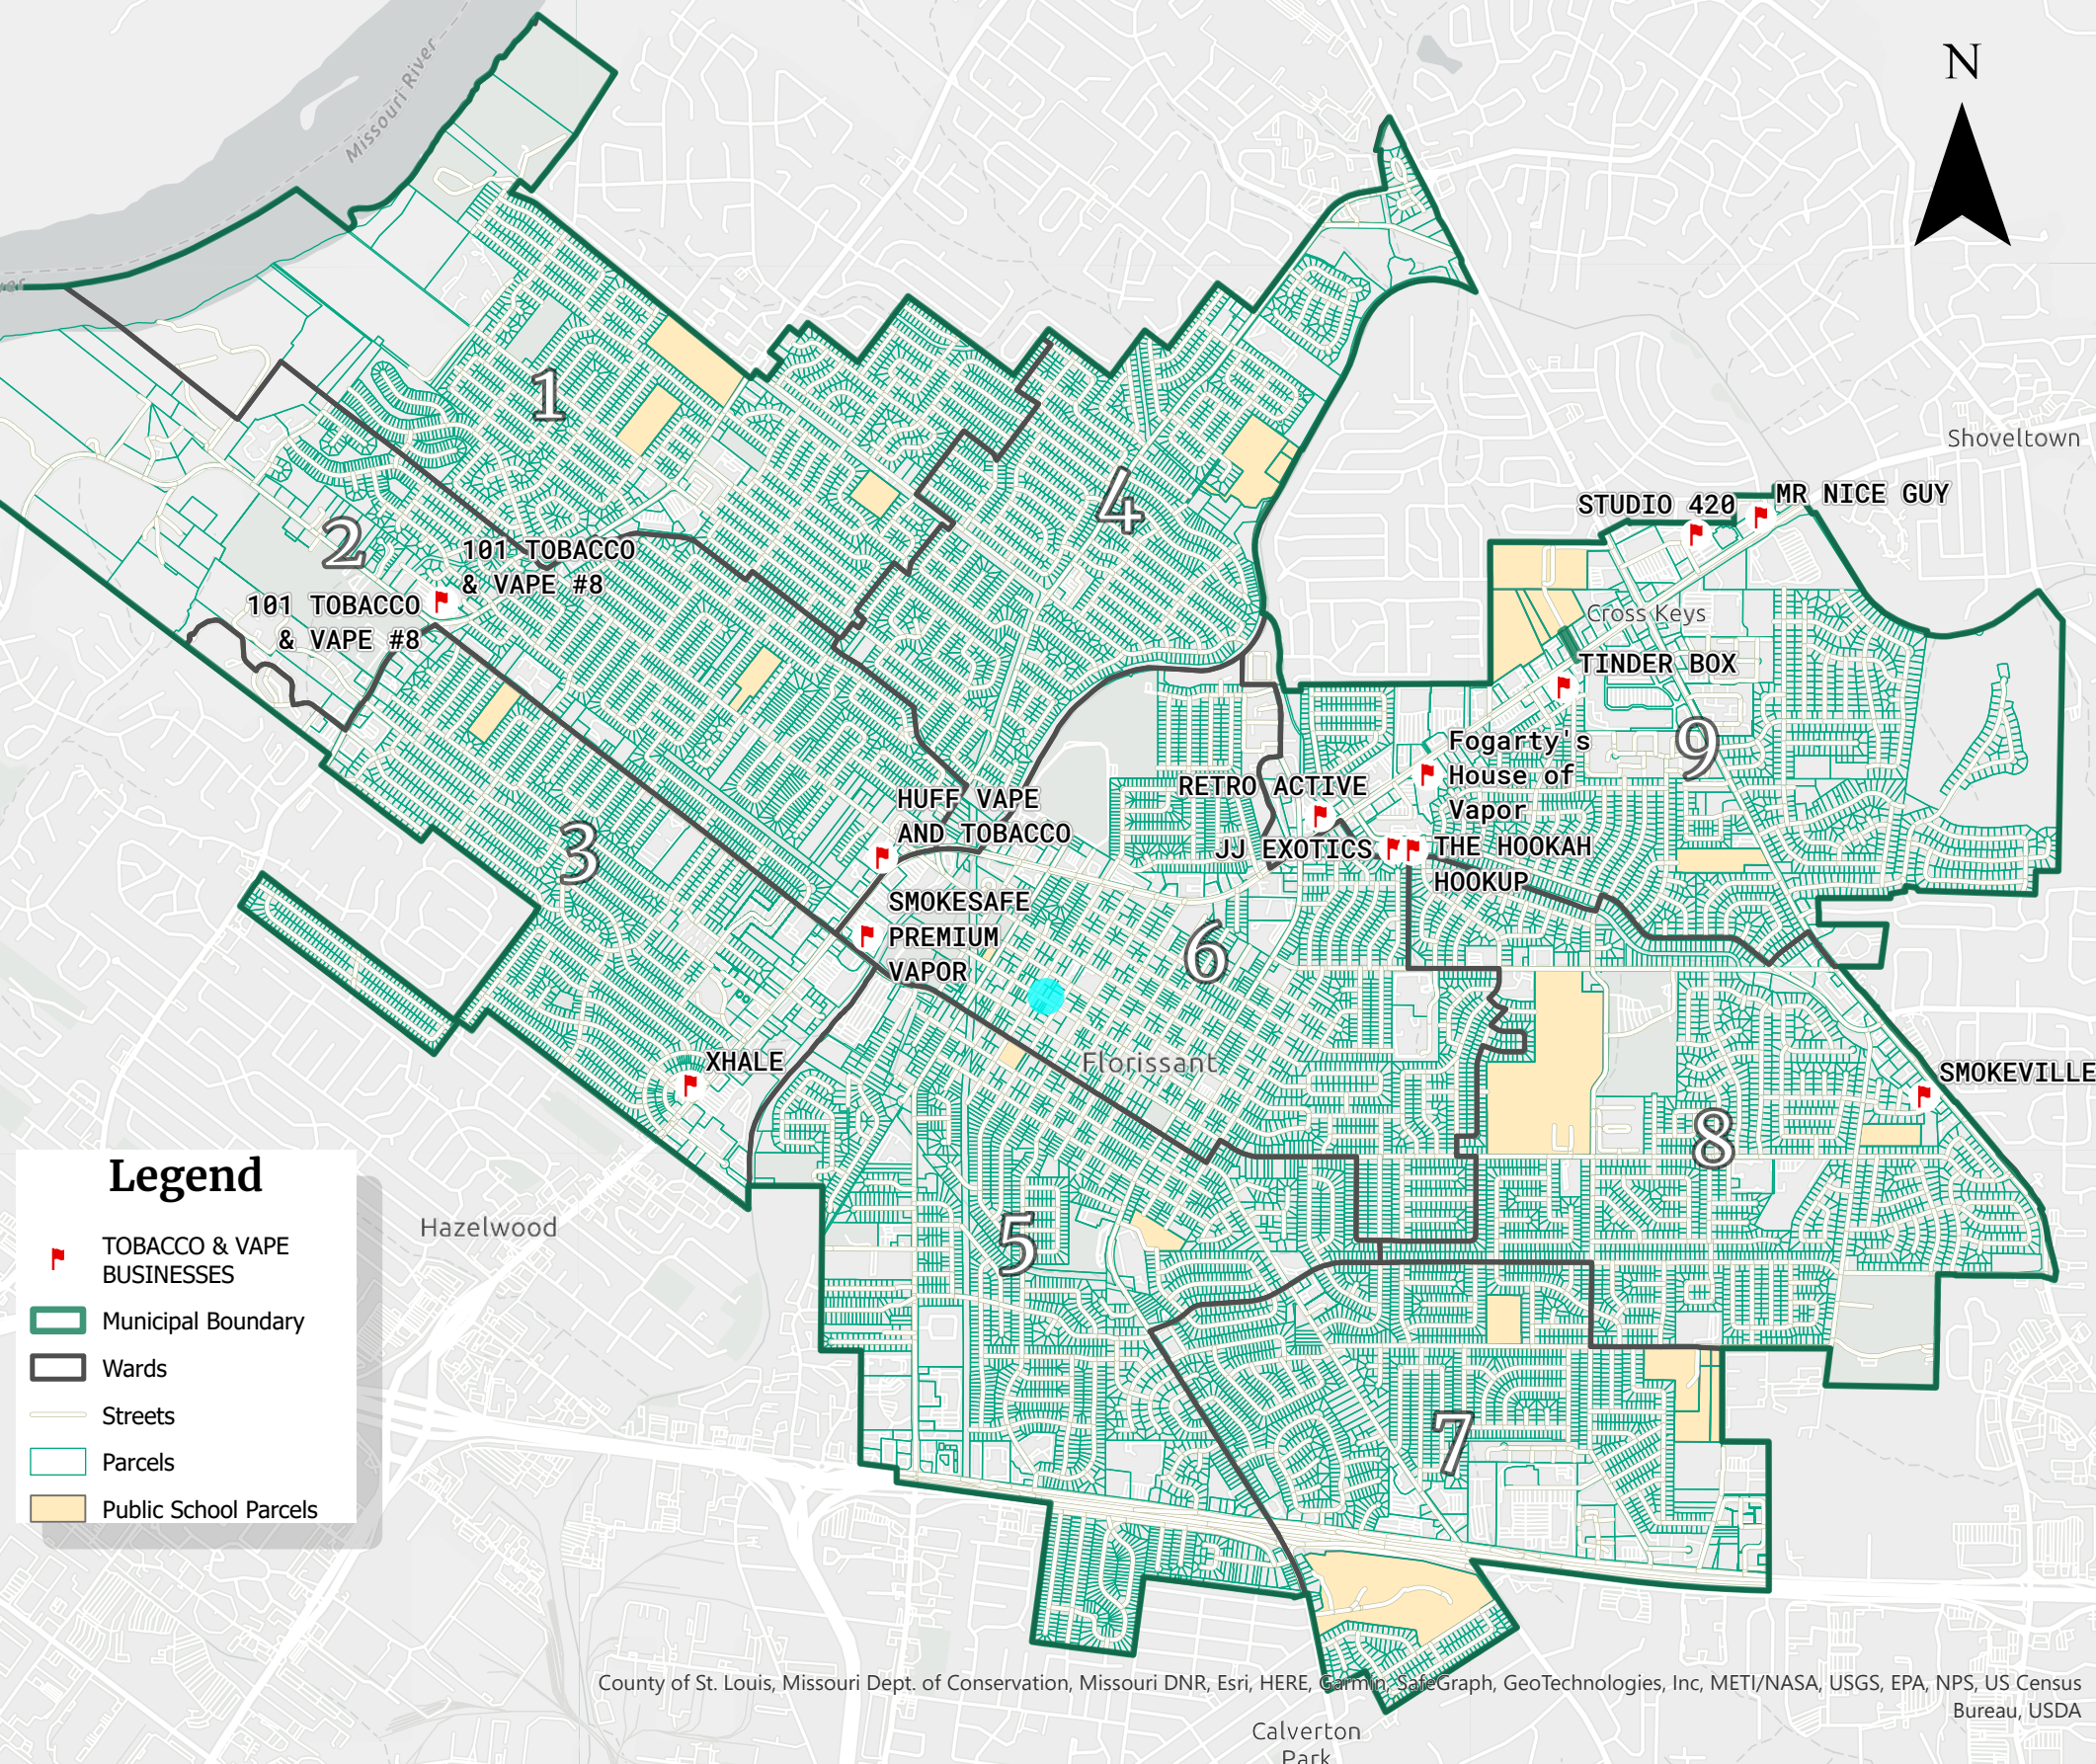 N
Missouri River
Shoveltown
STUDIO 420
MR NICE GUY
1
4
2
101 TOBACCO
& VAPE #8
101 TOBACCO
& VAPE #8
Cross Keys
TINDER BOX
9
Fogarty's
House of
Vapor
RETRO ACTIVE
HUFF VAPE
AND TOBACCO
3
JJ EXOTICS
THE HOOKAH
HOOKUP
SMOKESAFE
PREMIUM
VAPOR
6
Florissant
XHALE
SMOKEVILLE
8
5
Hazelwood
7
Legend
TOBACCO & VAPE
BUSINESSES
Municipal Boundary
Wards
Streets
Parcels
Public School Parcels
County of St. Louis, Missouri Dept. of Conservation, Missouri DNR, Esri, HERE, Garmin, SafeGraph, GeoTechnologies, Inc, METI/NASA, USGS, EPA, NPS, US Census
Bureau, USDA
Calverton
Park